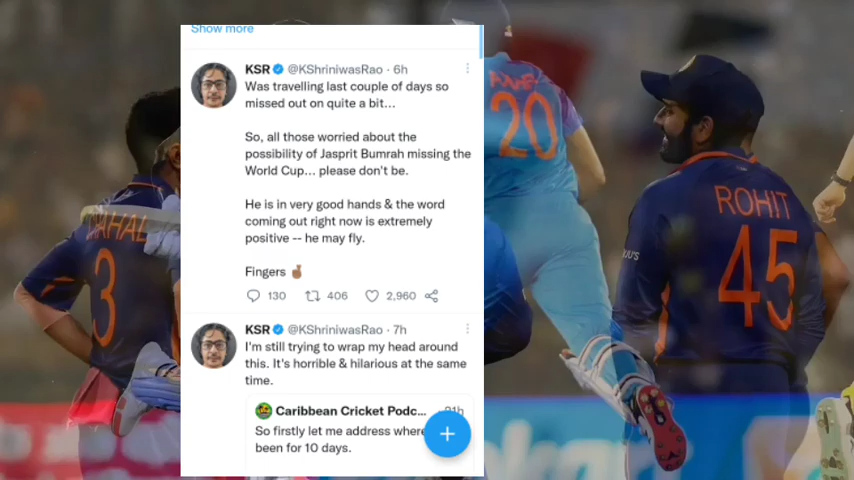 Show more
KSR @KShriniwasRao · 6h
Was travelling last couple of days so
missed out on quite a bit...
So, all those worried about the
possibility of Jasprit Bumrah missing the
World Cup... please don't be.
He is in very good hands & the word
coming out right now is extremely
positive -- he may fly.
Fingers 🤞🏽
130 406 2,960
KSR @KShriniwasRao · 7h
I'm still trying to wrap my head around
this. It's horrible & hilarious at the same
time.
Caribbean Cricket Podc...
So firstly let me address
been for 10 days.
+
3
20
ROHIT
45